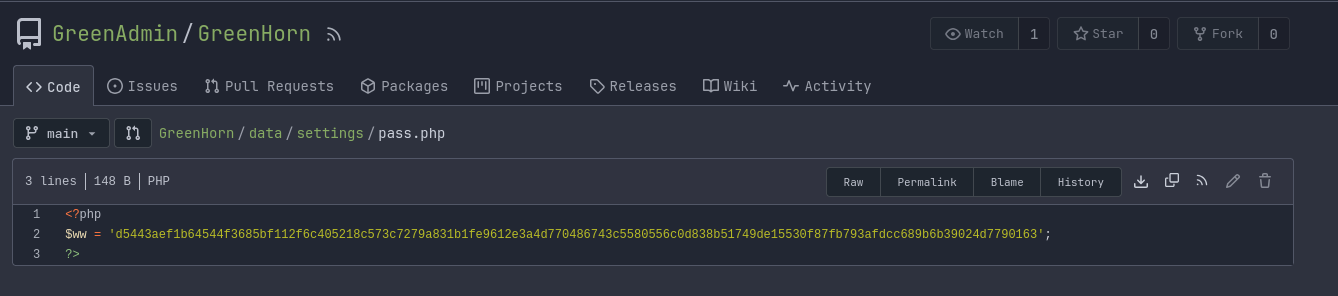 GreenAdmin/GreenHorn Watch 1 Star 0 Fork 0
Code Issues Pull Requests Packages Projects Releases Wiki Activity
main GreenHorn/data/settings/pass.php
3 lines 148 B PHP Raw Permalink Blame History
1 <?php
2 $ww = 'd5443aef1b64544f3685bf112f6c405218c573c7279a831b1fe9612e3a4d770486743c5580556c0d838b51749de15530f87fb793afdcc689b6b39024d7790163';
3 ?>